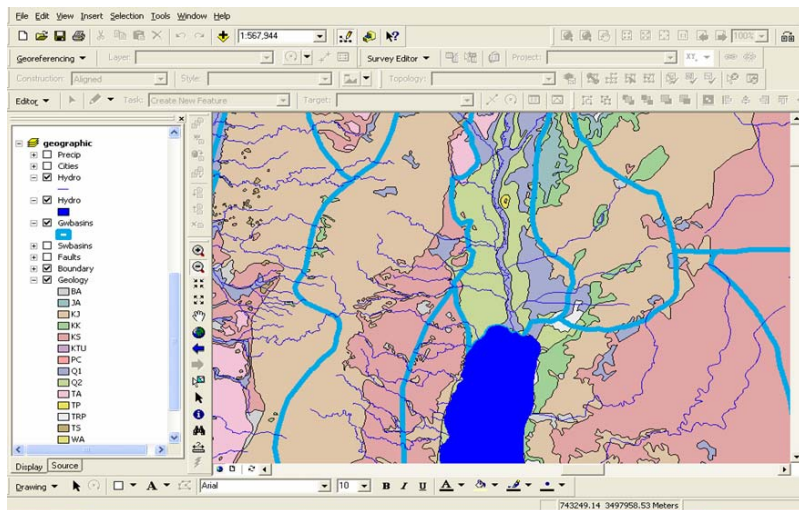 File Edit View Insert Selection Tools Window Help
1:567,944 100%
Georeferencing Layer: Survey Editor Project: XY,
Construction: Aligned Style: Topology:
Editor Task: Create New Feature Target:
geographic
Precip
Cities
Hydro
Hydro
Gwbasins
Swbasins
Faults
Boundary
Geology
BA
JA
KJ
KK
KS
KTU
PC
Q1
Q2
TA
TP
TRP
TS
WA
Display Source
Drawing A Arial 10 B I U A
743249.14 3497958.53 Meters